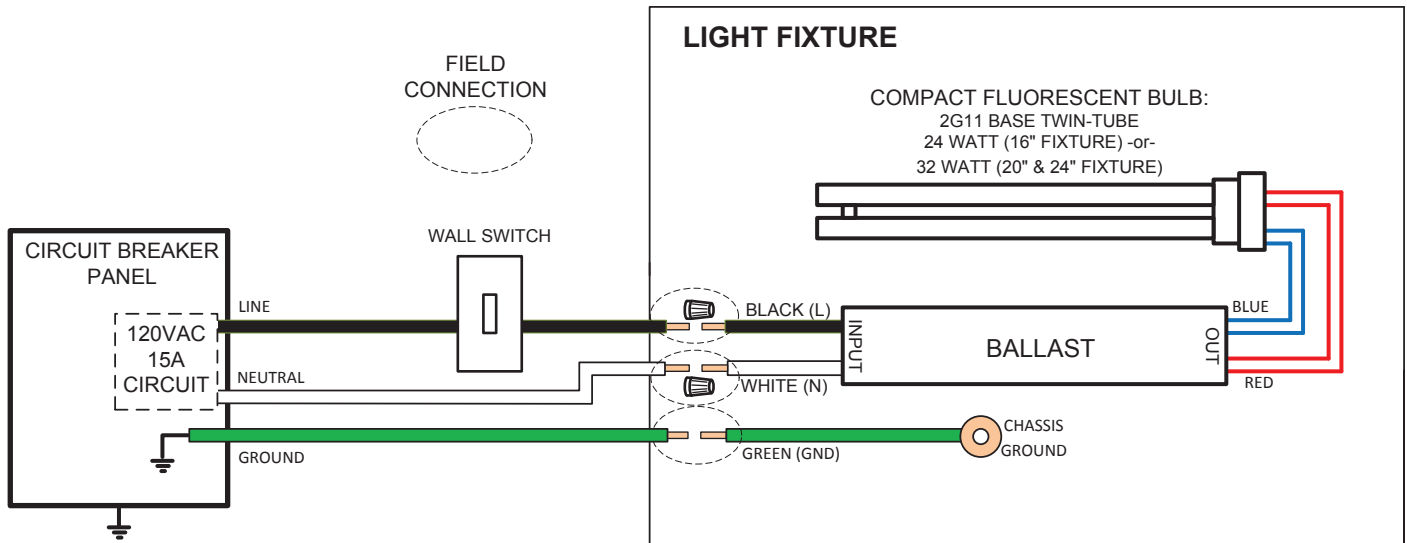 LIGHT FIXTURE
FIELD
CONNECTION
COMPACT FLUORESCENT BULB:
2G11 BASE TWIN-TUBE
24 WATT (16" FIXTURE) -or-
32 WATT (20" & 24" FIXTURE)
CIRCUIT BREAKER
PANEL
120VAC
15A
CIRCUIT
WALL SWITCH
LINE
NEUTRAL
GROUND
BLACK (L)
WHITE (N)
GREEN (GND)
INPUT
BALLAST
OUT
BLUE
RED
CHASSIS
GROUND